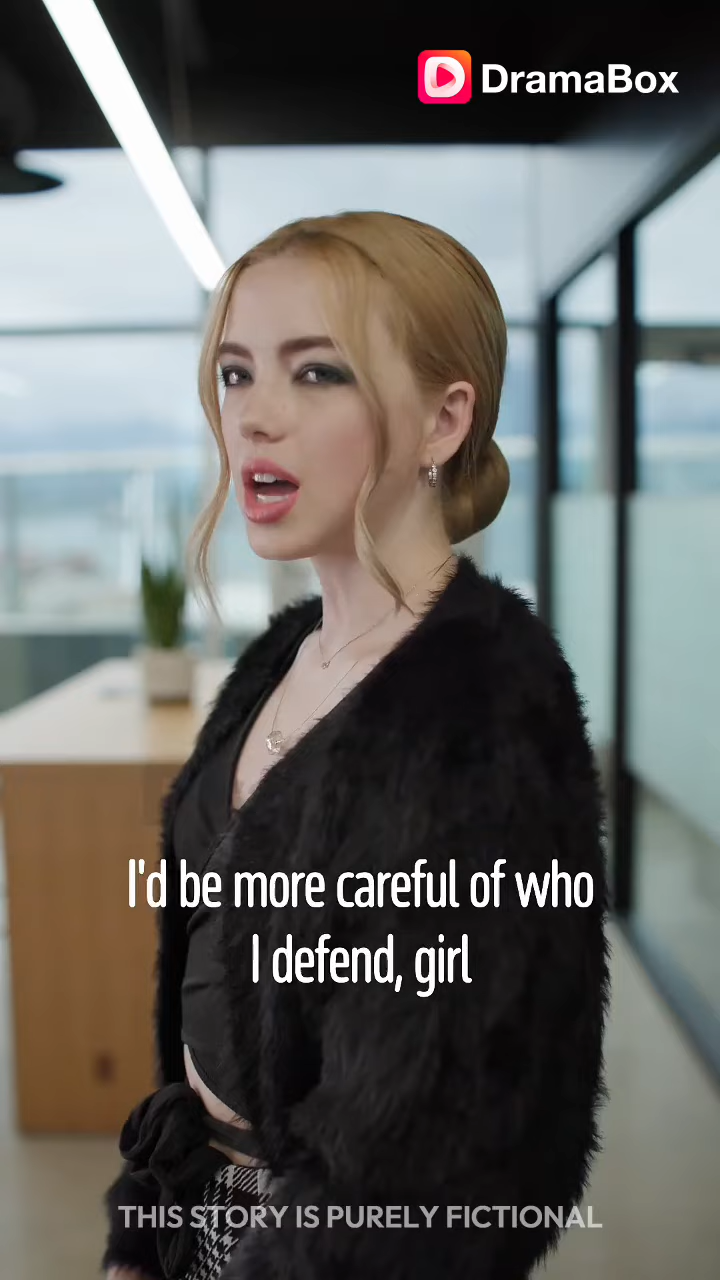 DramaBox
I'd be more careful of who
I defend, girl
THIS STORY IS PURELY FICTIONAL